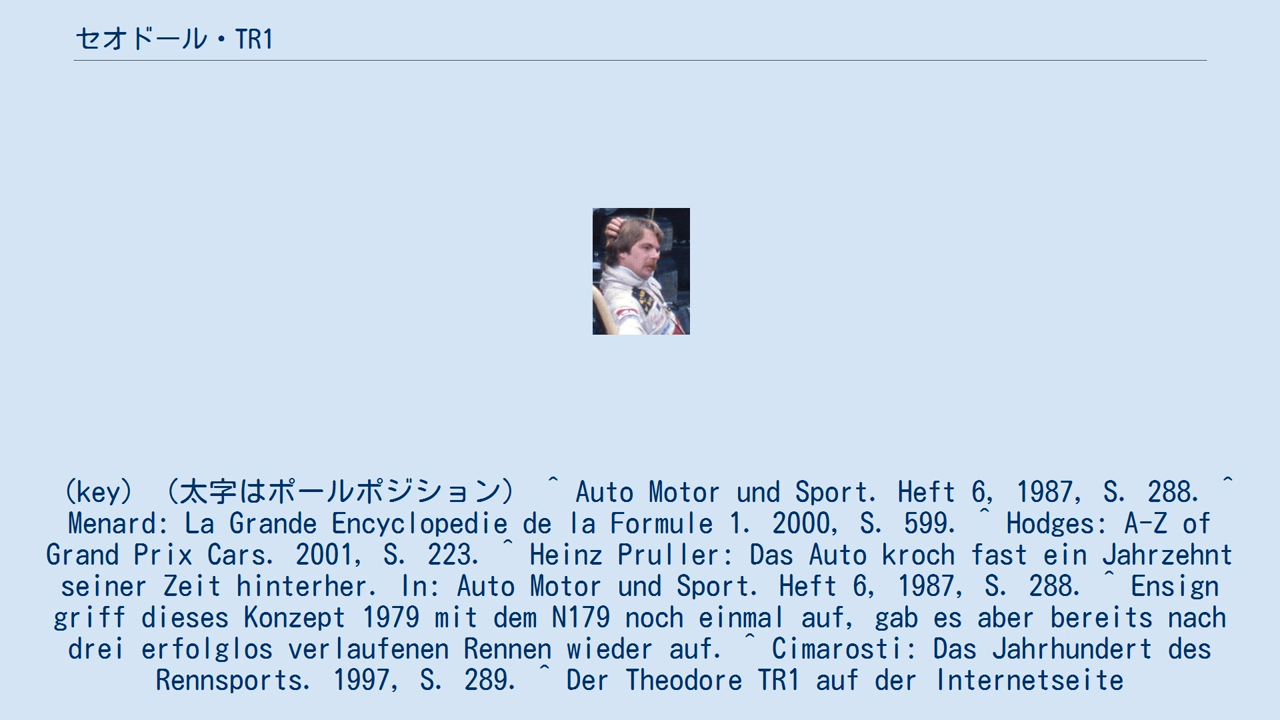 セオドール・TR1
(key) (太字はポールポジション) ^ Auto Motor und Sport. Heft 6, 1987, S. 288. ^
Menard: La Grande Encyclopedie de la Formule 1. 2000, S. 599. ^ Hodges: A-Z of
Grand Prix Cars. 2001, S. 223. ^ Heinz Pruller: Das Auto kroch fast ein Jahrzehnt
seiner Zeit hinterher. In: Auto Motor und Sport. Heft 6, 1987, S. 288. ^ Ensign
griff dieses Konzept 1979 mit dem N179 noch einmal auf, gab es aber bereits nach
drei erfolglos verlaufenen Rennen wieder auf. ^ Cimarosti: Das Jahrhundert des
Rennsports. 1997, S. 289. ^ Der Theodore TR1 auf der Internetseite